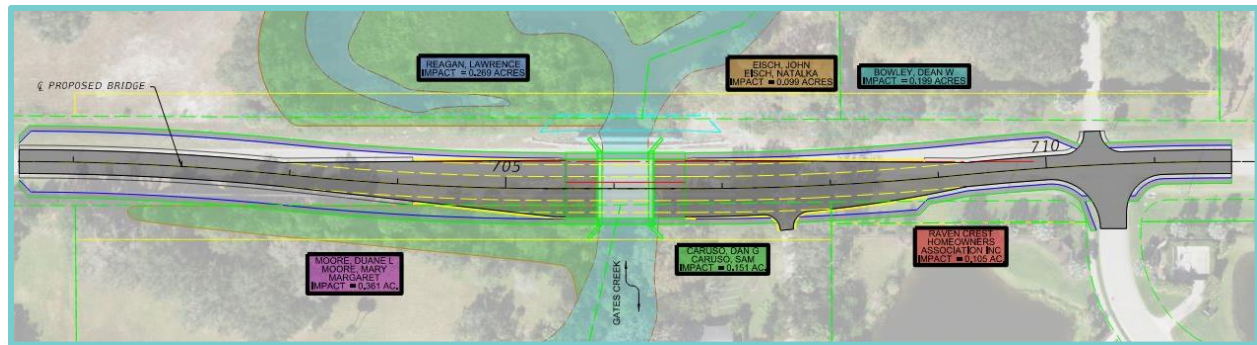 REAGAN, LAWRENCE
IMPACT = 0.269 ACRES
EISCH, JOHN
EISCH, NATALKA
IMPACT = 0.099 ACRES
BOWLEY, DEAN W
IMPACT = 0.199 ACRES
℄ PROPOSED BRIDGE
705
710
MOORE, DUANE L
MOORE, MARY
MARGARET
IMPACT = 0.361 AC.
GATES CREEK
CARUSO, DAN G
CARUSO, SAM
IMPACT = 0.151 AC.
RAVEN CREST
HOMEOWNERS
ASSOCIATION INC
IMPACT = 0.105 AC.